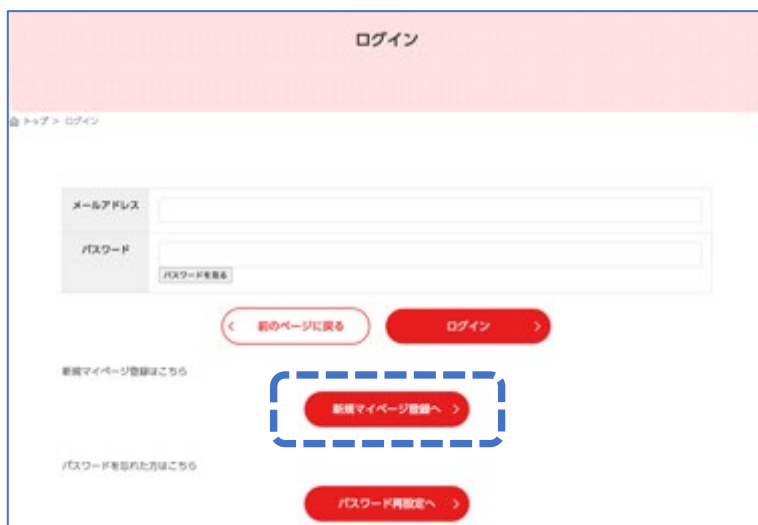 ログイン
トップ > ログイン
メールアドレス
パスワード
パスワードを見る
< 前のページに戻る
ログイン >
新規マイページ登録はこちら
新規マイページ登録へ >
パスワードを忘れた方はこちら
パスワード再設定へ >